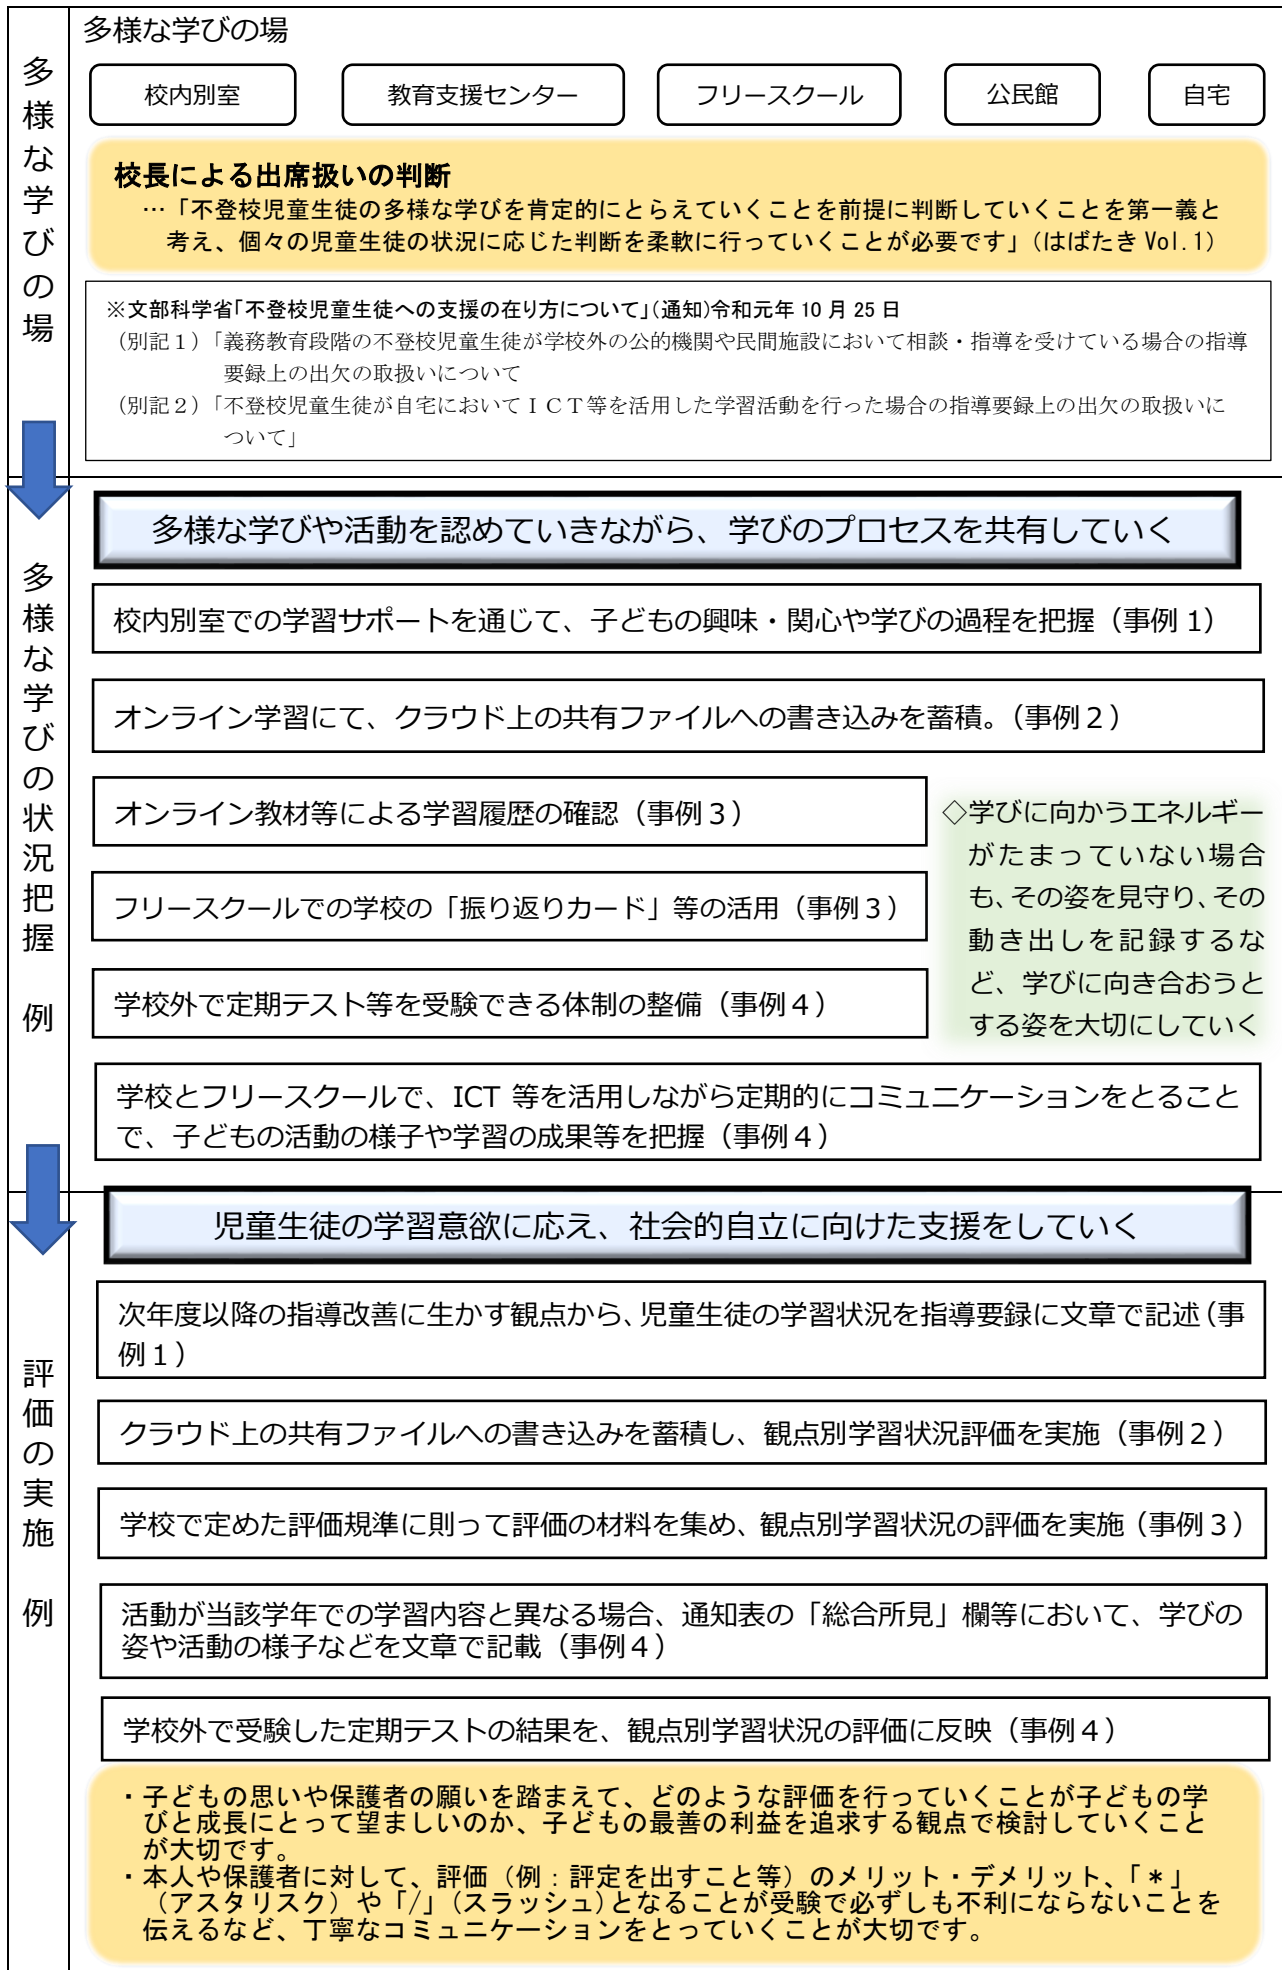 多様な学びの場
多様な学びの場
校内別室
教育支援センター
フリースクール
公民館
自宅
校長による出席扱いの判断
…「不登校児童生徒の多様な学びを肯定的にとらえていくことを前提に判断していくことを第一義と
考え、個々の児童生徒の状況に応じた判断を柔軟に行っていくことが必要です」(はばたき Vol.1)
※文部科学省「不登校児童生徒への支援の在り方について」(通知)令和元年 10 月 25 日
（別記１）「義務教育段階の不登校児童生徒が学校外の公的機関や民間施設において相談・指導を受けている場合の指導
要録上の出欠の取扱いについて
（別記２）「不登校児童生徒が自宅においてＩＣＴ等を活用した学習活動を行った場合の指導要録上の出欠の取扱いに
ついて」
多様な学びの状況把握　例
多様な学びや活動を認めていきながら、学びのプロセスを共有していく
校内別室での学習サポートを通じて、子どもの興味・関心や学びの過程を把握（事例 1）
オンライン学習にて、クラウド上の共有ファイルへの書き込みを蓄積。（事例２）
オンライン教材等による学習履歴の確認（事例３）
フリースクールでの学校の「振り返りカード」等の活用（事例３）
学校外で定期テスト等を受験できる体制の整備（事例４）
◇学びに向かうエネルギー
がたまっていない場合
も、その姿を見守り、その
動き出しを記録するな
ど、学びに向き合おうと
する姿を大切にしていく
学校とフリースクールで、ICT 等を活用しながら定期的にコミュニケーションをとること
で、子どもの活動の様子や学習の成果等を把握（事例４）
評価の実施　例
児童生徒の学習意欲に応え、社会的自立に向けた支援をしていく
次年度以降の指導改善に生かす観点から、児童生徒の学習状況を指導要録に文章で記述（事
例１）
クラウド上の共有ファイルへの書き込みを蓄積し、観点別学習状況評価を実施（事例２）
学校で定めた評価規準に則って評価の材料を集め、観点別学習状況の評価を実施（事例３）
活動が当該学年での学習内容と異なる場合、通知表の「総合所見」欄等において、学びの
姿や活動の様子などを文章で記載（事例４）
学校外で受験した定期テストの結果を、観点別学習状況の評価に反映（事例４）
・子どもの思いや保護者の願いを踏まえて、どのような評価を行っていくことが子どもの学
びと成長にとって望ましいのか、子どもの最善の利益を追求する観点で検討していくこと
が大切です。
・本人や保護者に対して、評価（例：評定を出すこと等）のメリット・デメリット、「＊」
（アスタリスク）や「/」（スラッシュ）となることが受験で必ずしも不利にならないことを
伝えるなど、丁寧なコミュニケーションをとっていくことが大切です。